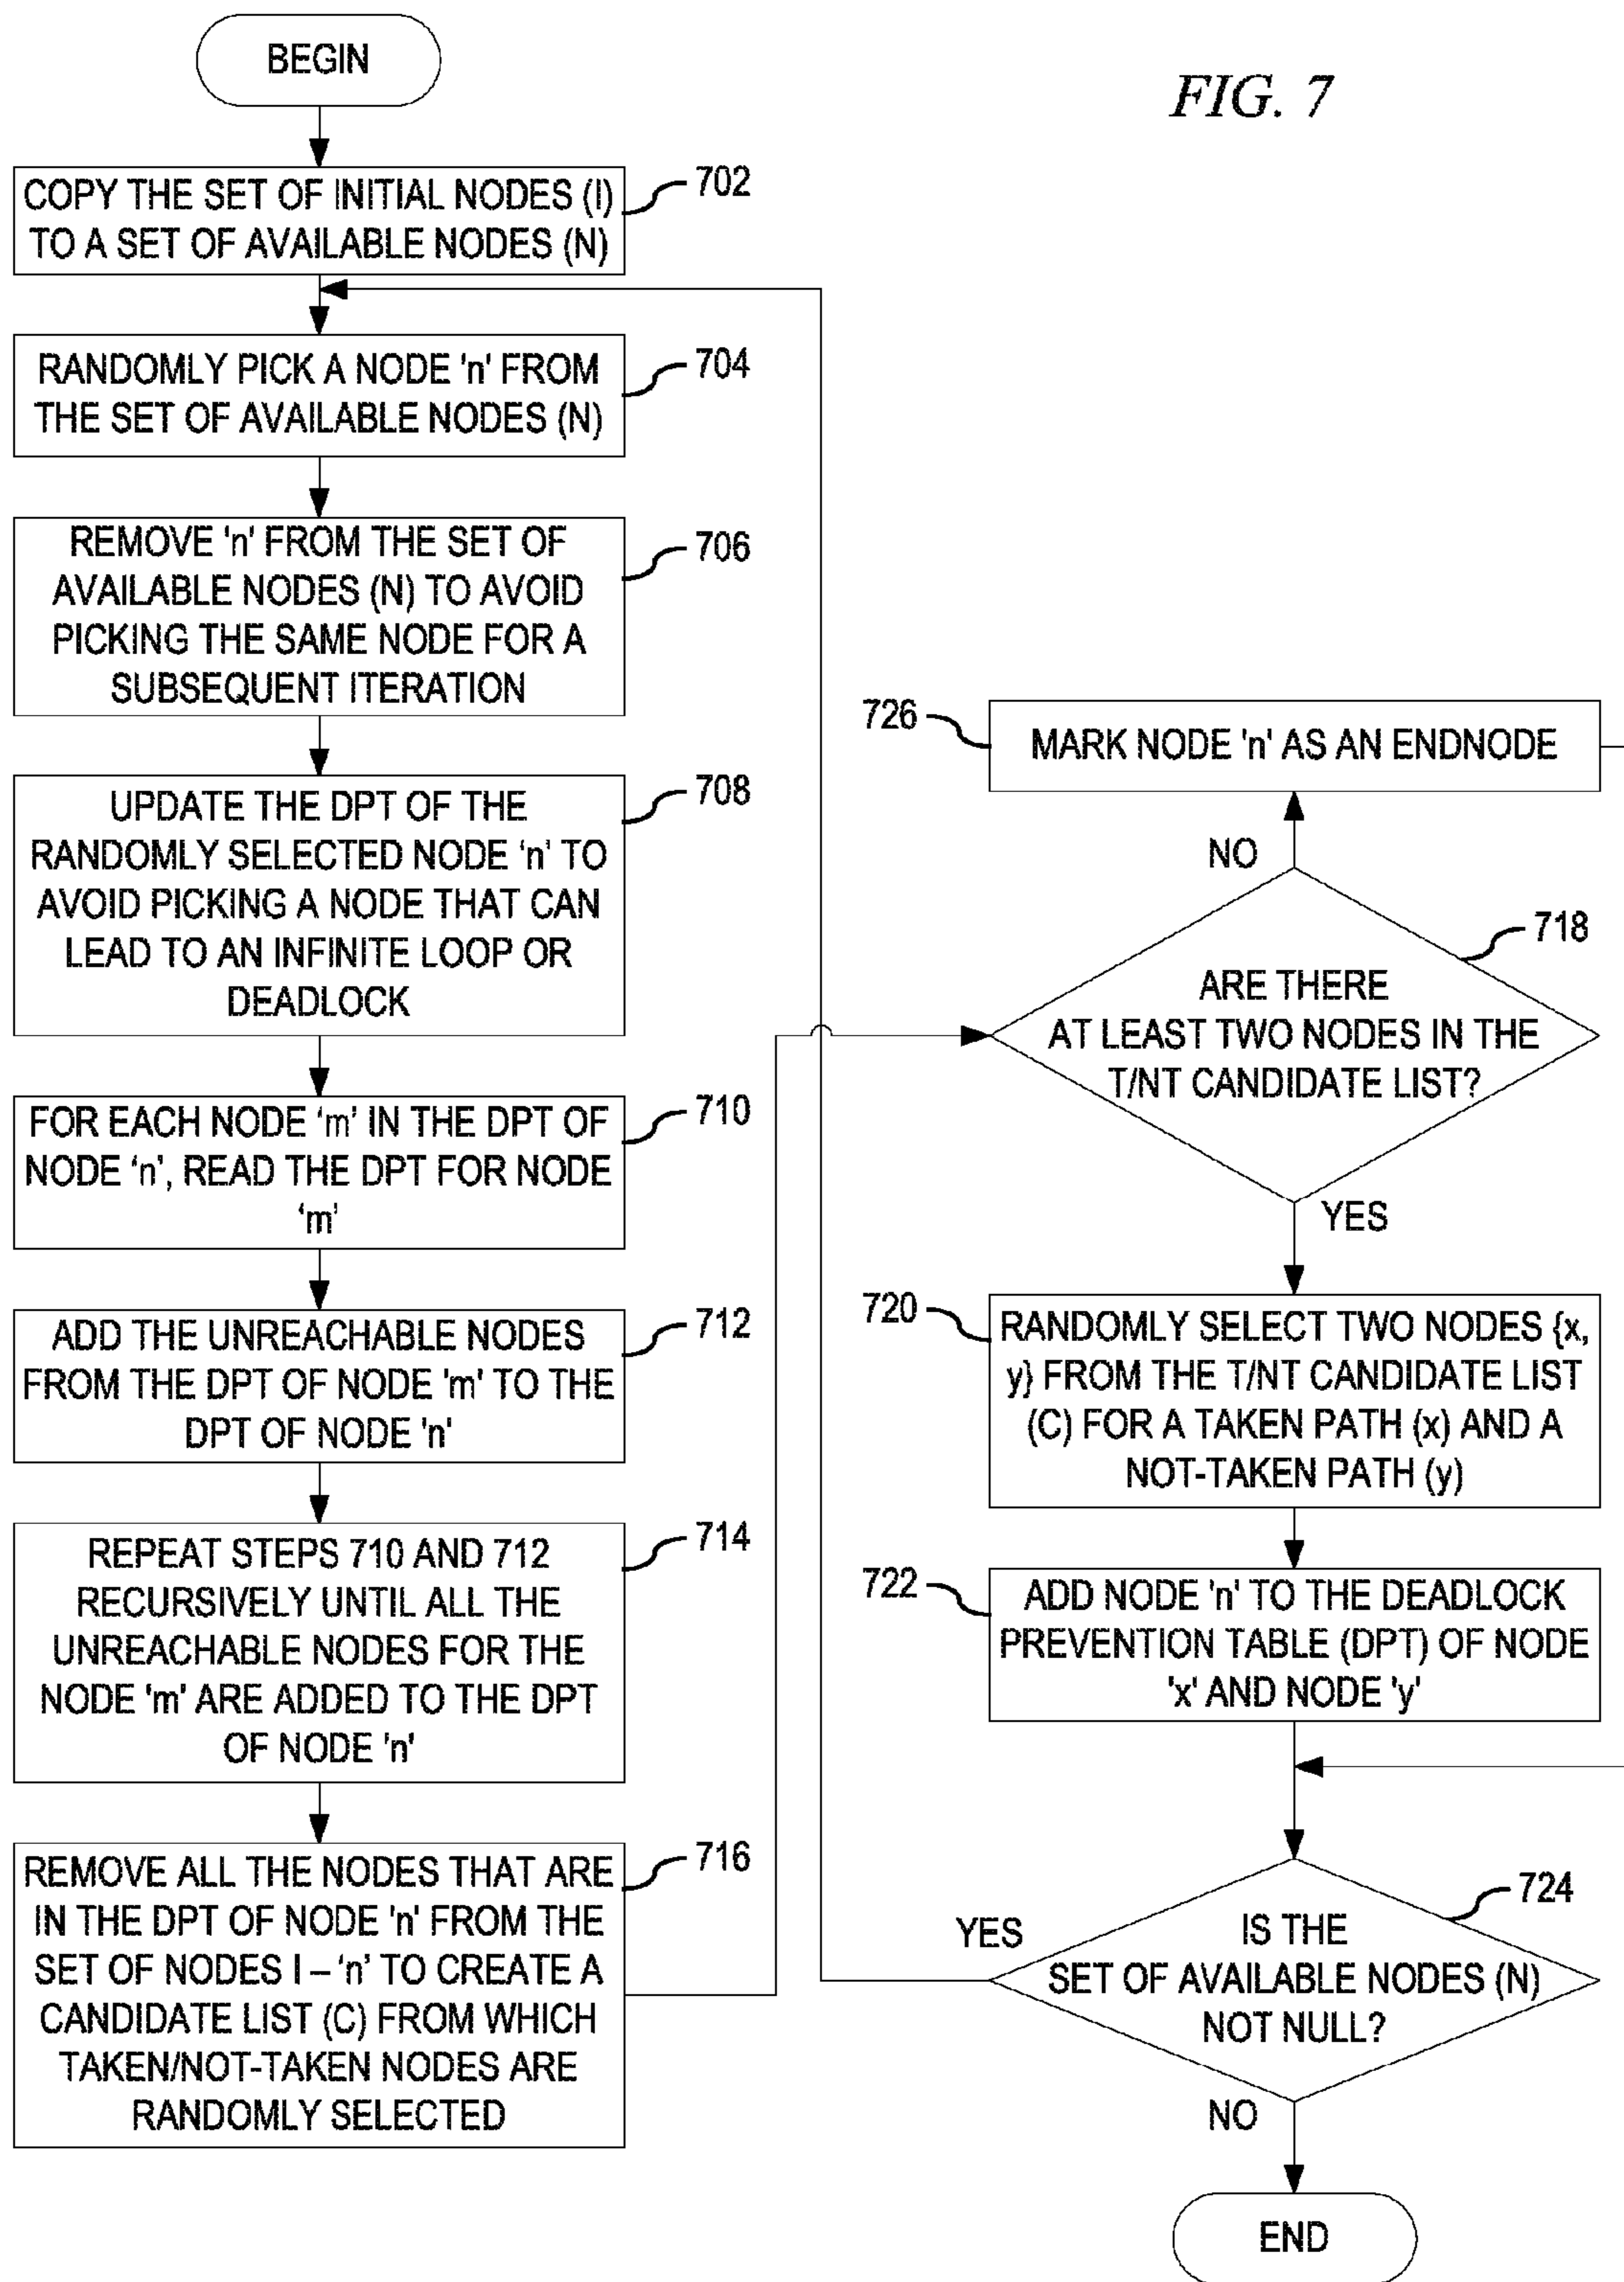 BEGIN
FIG. 7
COPY THE SET OF INITIAL NODES (I)
TO A SET OF AVAILABLE NODES (N)
702
RANDOMLY PICK A NODE 'n' FROM
THE SET OF AVAILABLE NODES (N)
704
REMOVE 'n' FROM THE SET OF
AVAILABLE NODES (N) TO AVOID
PICKING THE SAME NODE FOR A
SUBSEQUENT ITERATION
706
UPDATE THE DPT OF THE
RANDOMLY SELECTED NODE ‘n’ TO
AVOID PICKING A NODE THAT CAN
LEAD TO AN INFINITE LOOP OR
DEADLOCK
708
FOR EACH NODE ‘m’ IN THE DPT OF
NODE ‘n’, READ THE DPT FOR NODE
‘m’
710
ADD THE UNREACHABLE NODES
FROM THE DPT OF NODE 'm' TO THE
DPT OF NODE 'n'
712
REPEAT STEPS 710 AND 712
RECURSIVELY UNTIL ALL THE
UNREACHABLE NODES FOR THE
NODE 'm' ARE ADDED TO THE DPT
OF NODE 'n'
714
REMOVE ALL THE NODES THAT ARE
IN THE DPT OF NODE 'n' FROM THE
SET OF NODES I – ‘n’ TO CREATE A
CANDIDATE LIST (C) FROM WHICH
TAKEN/NOT-TAKEN NODES ARE
RANDOMLY SELECTED
716
726
MARK NODE 'n' AS AN ENDNODE
NO
718
ARE THERE
AT LEAST TWO NODES IN THE
T/NT CANDIDATE LIST?
YES
720
RANDOMLY SELECT TWO NODES {x,
y} FROM THE T/NT CANDIDATE LIST
(C) FOR A TAKEN PATH (x) AND A
NOT-TAKEN PATH (y)
722
ADD NODE 'n' TO THE DEADLOCK
PREVENTION TABLE (DPT) OF NODE
'x' AND NODE 'y'
724
YES
IS THE
SET OF AVAILABLE NODES (N)
NOT NULL?
NO
END